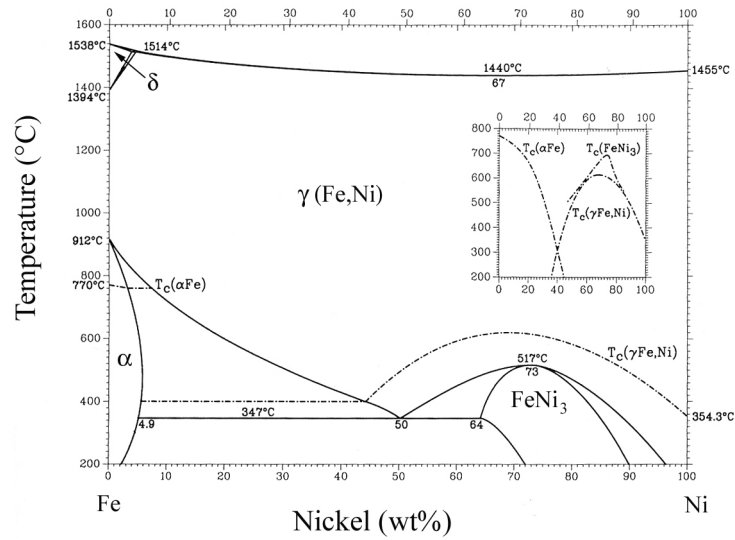 0 10 20 30 40 50 60 70 80 90 100
1600
1538°C
1514°C
δ
1440°C
67
1455°C
1400
1394°C
1200
1000
912°C
800
770°C
600
400
200
Temperature (°C)
γ (Fe,Ni)
Tc(αFe)
α
347°C
4.9
50
64
517°C
73
FeNi3
Tc(γFe,Ni)
354.3°C
0 20 40 60 80 100
800
700
600
500
400
300
200
Tc(αFe)
Tc(FeNi3)
Tc(γFe,Ni)
0 20 40 60 80 100
0 10 20 30 40 50 60 70 80 90 100
Fe
Nickel (wt%)
Ni